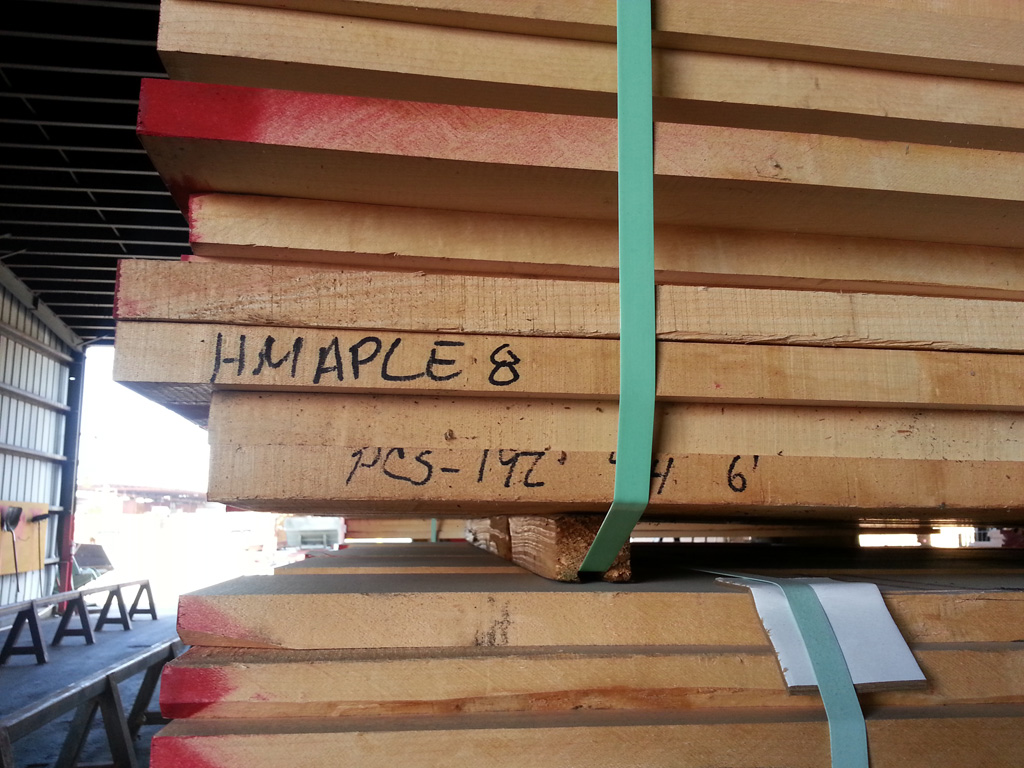 HMAPLE 8
PCS-192' 6'